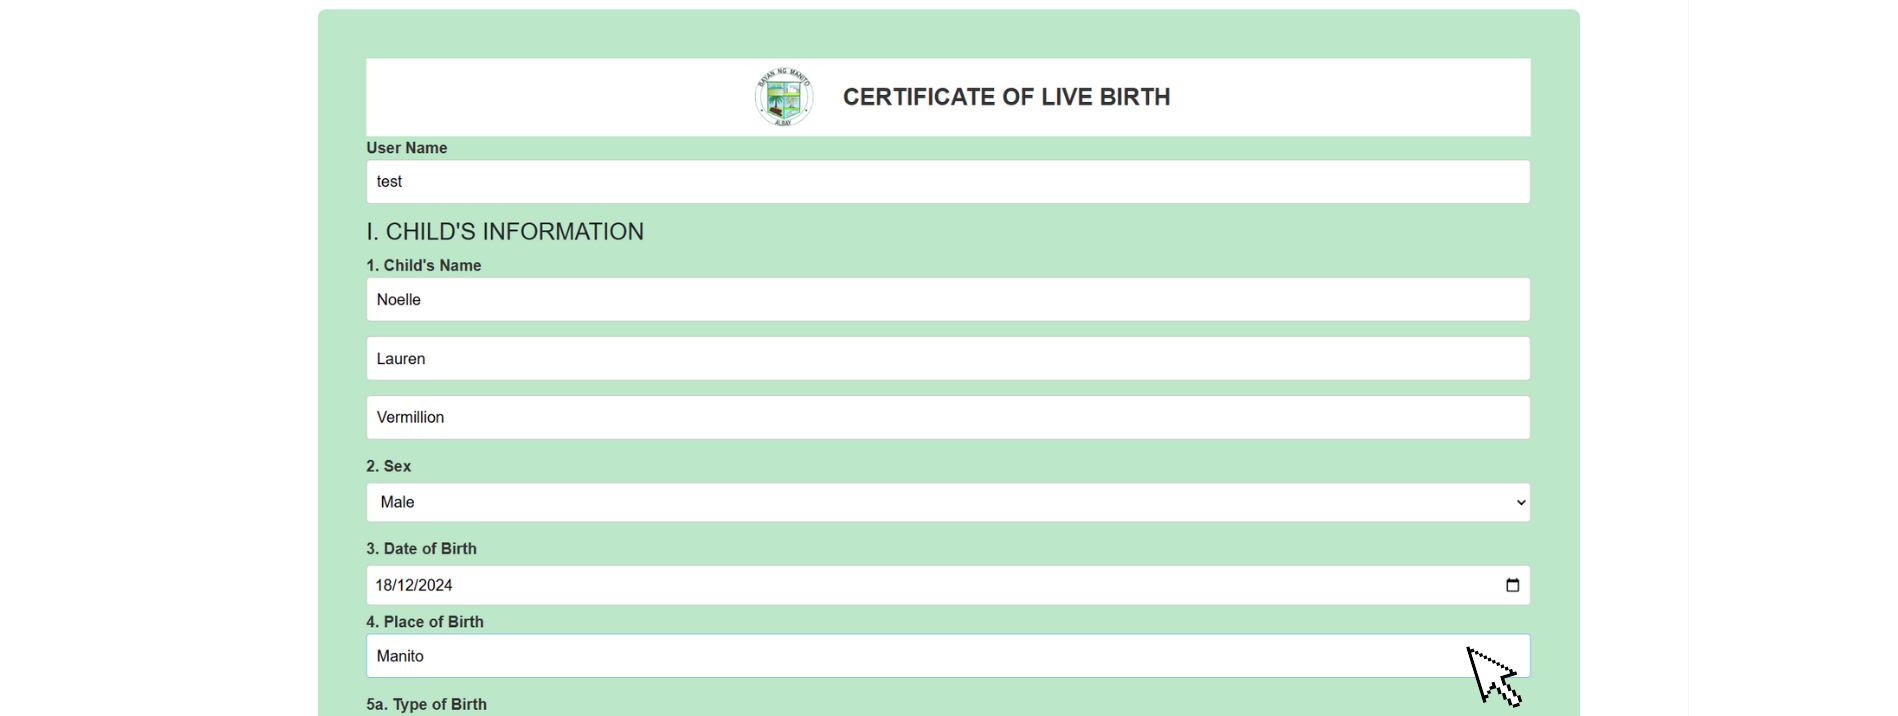 BAYAN NG MANITO
ALBAY
CERTIFICATE OF LIVE BIRTH
User Name
test
I. CHILD'S INFORMATION
1. Child's Name
Noelle
Lauren
Vermillion
2. Sex
Male
3. Date of Birth
18/12/2024
4. Place of Birth
Manito
5a. Type of Birth